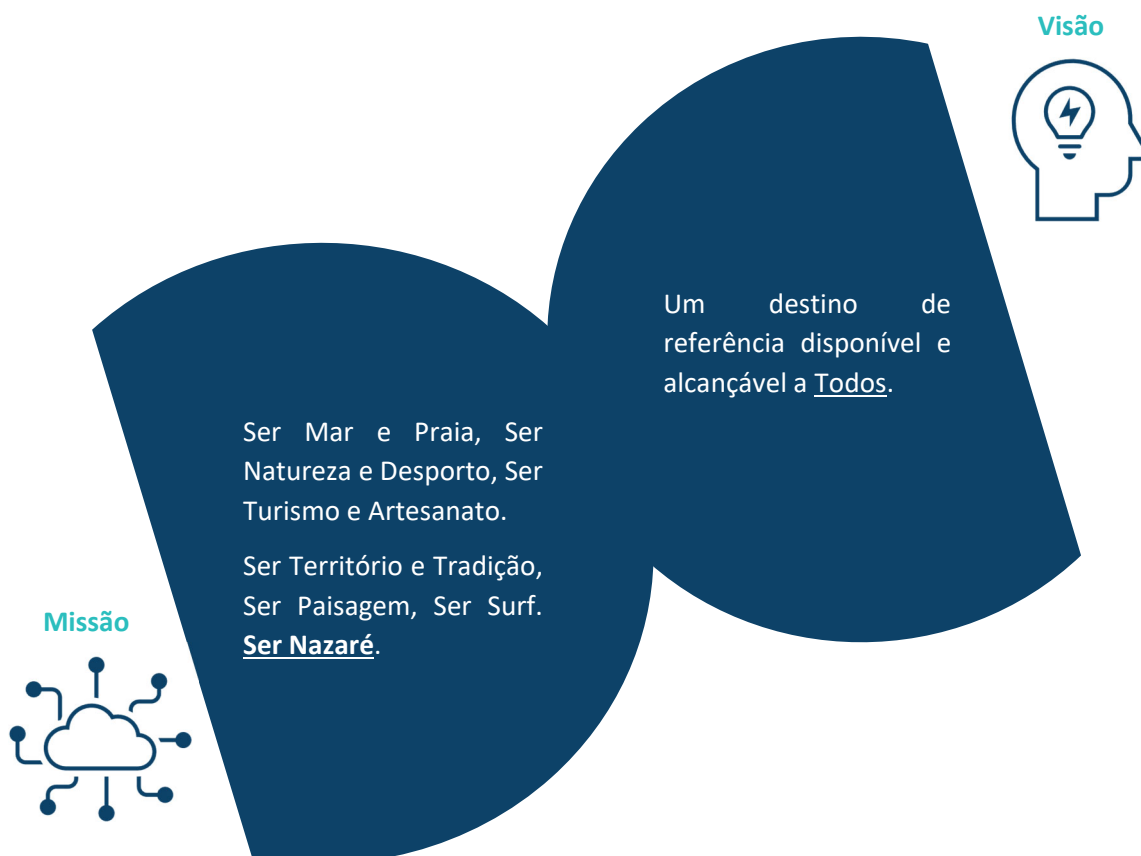 Visão
Um destino de
referência disponível e
alcançável a Todos.
Ser Mar e Praia, Ser
Natureza e Desporto, Ser
Turismo e Artesanato.
Ser Território e Tradição,
Ser Paisagem, Ser Surf.
Ser Nazaré.
Missão